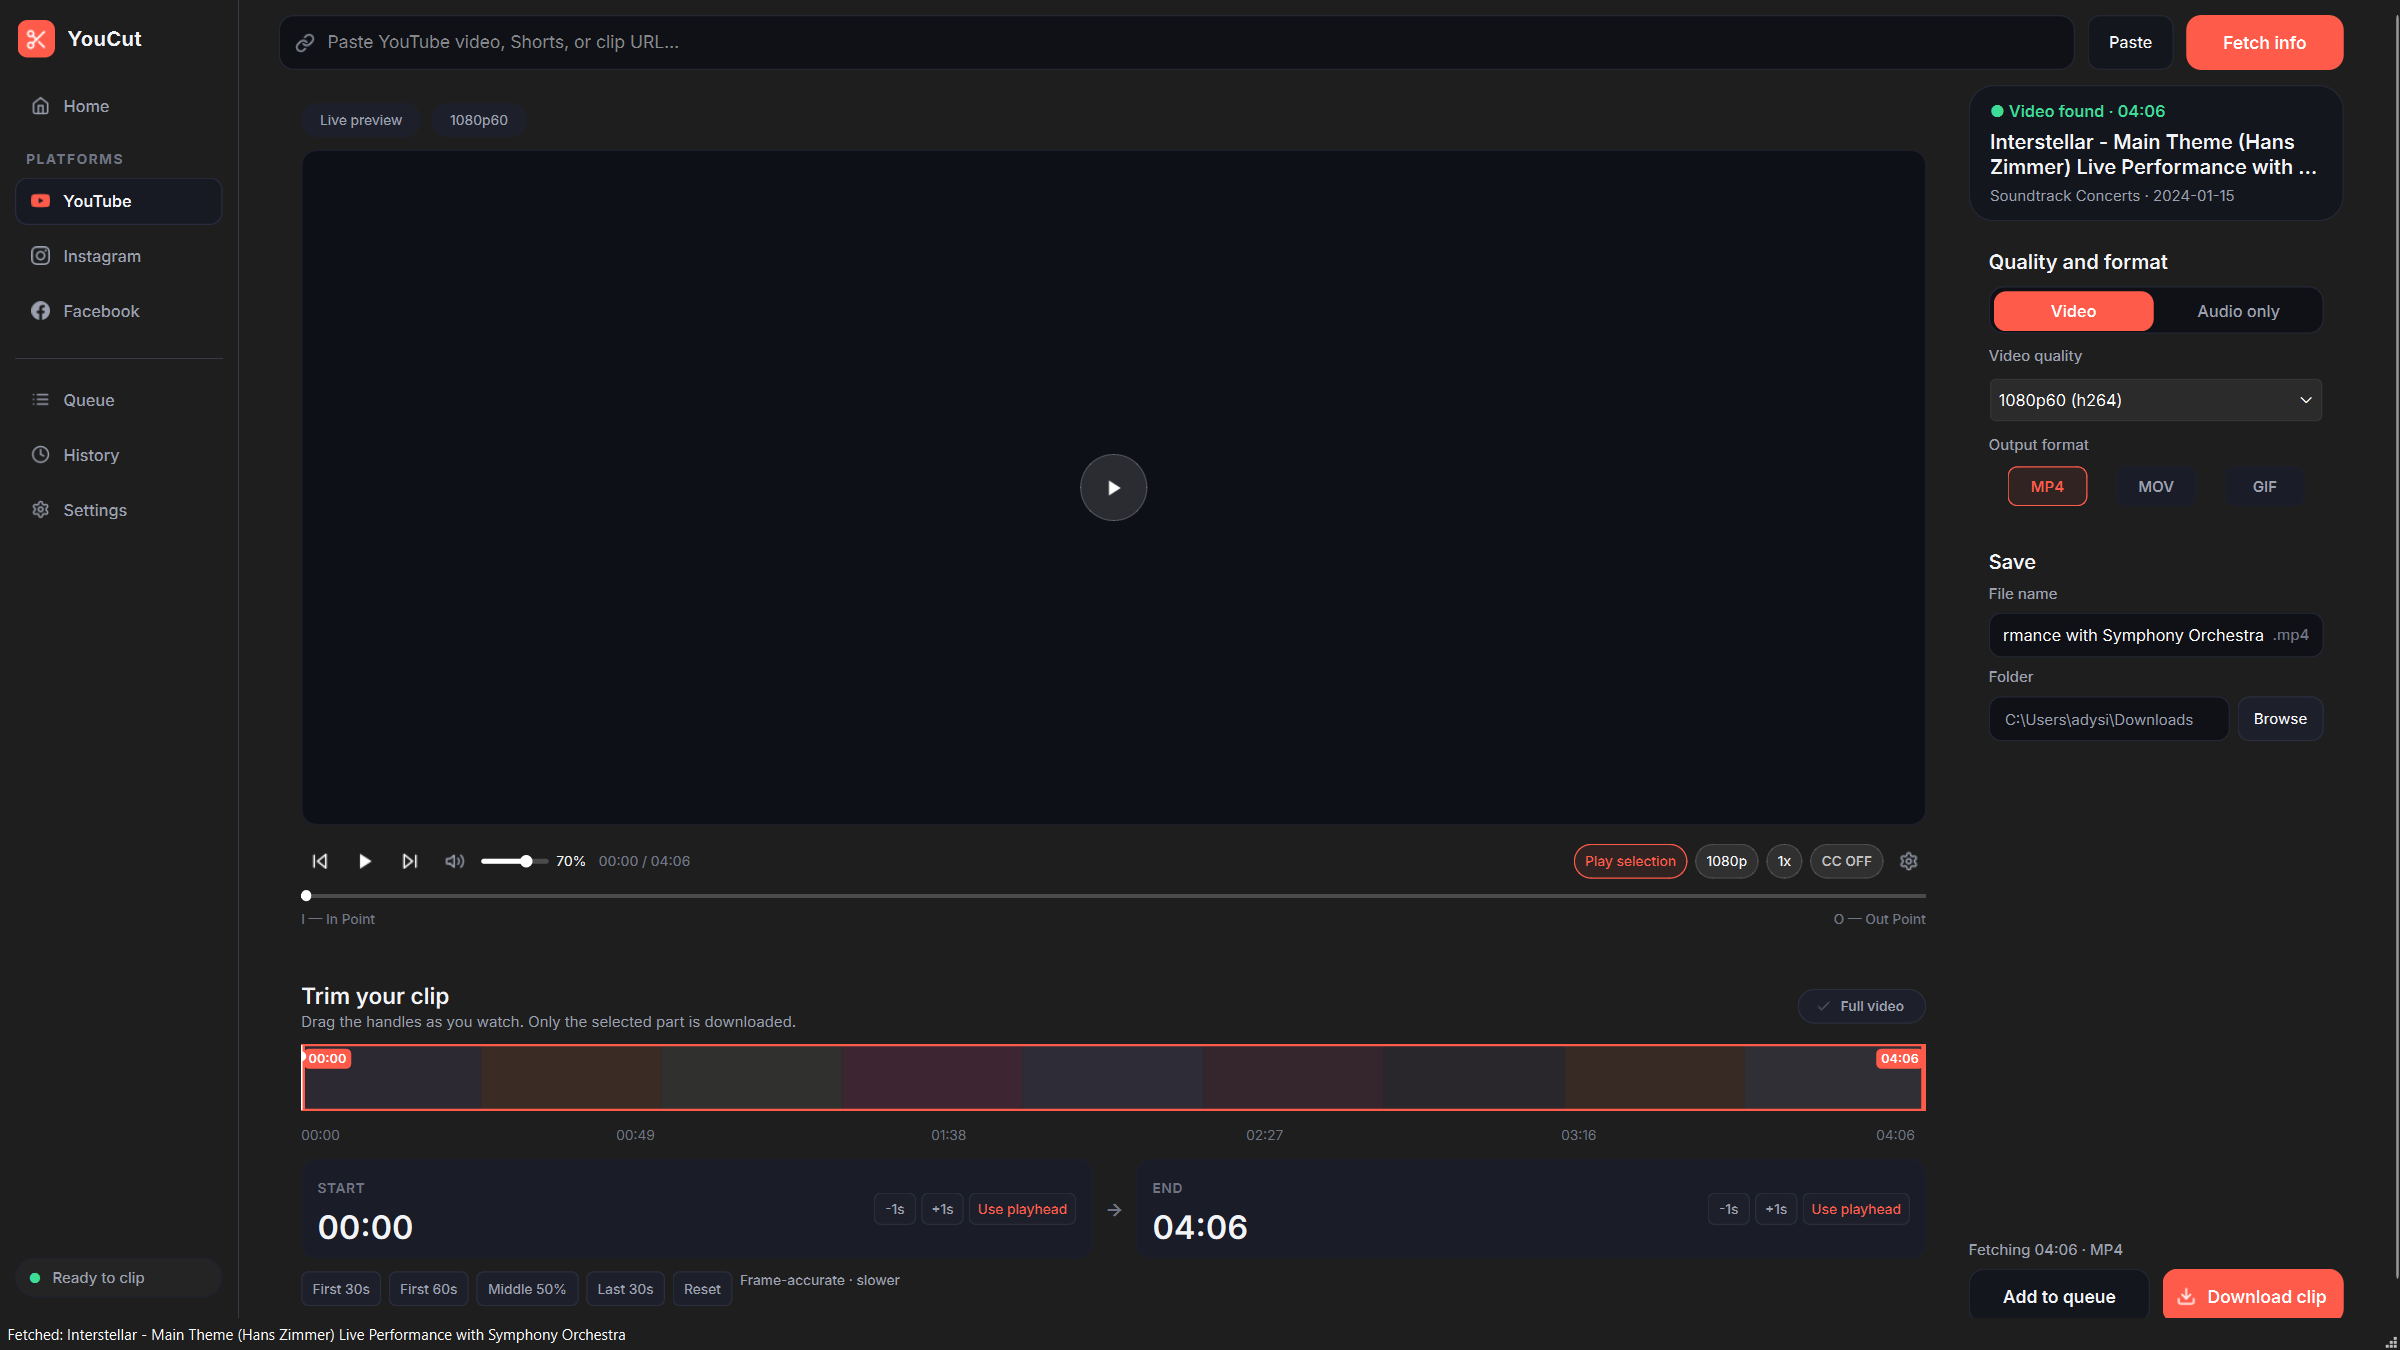 YouCut
Paste YouTube video, Shorts, or clip URL...
Paste
Fetch info
Home
PLATFORMS
YouTube
Instagram
Facebook
Queue
History
Settings
Ready to clip
Live preview
1080p60
70%
00:00 / 04:06
Play selection
1080p
1x
CC OFF
I — In Point
O — Out Point
Trim your clip
Drag the handles as you watch. Only the selected part is downloaded.
Full video
00:00
04:06
00:00
00:49
01:38
02:27
03:16
04:06
START
00:00
-1s
+1s
Use playhead
END
04:06
-1s
+1s
Use playhead
First 30s
First 60s
Middle 50%
Last 30s
Reset
Frame-accurate · slower
Video found · 04:06
Interstellar - Main Theme (Hans
Zimmer) Live Performance with ...
Soundtrack Concerts · 2024-01-15
Quality and format
Video
Audio only
Video quality
1080p60 (h264)
Output format
MP4
MOV
GIF
Save
File name
rmance with Symphony Orchestra .mp4
Folder
C:\Users\adysi\Downloads
Browse
Fetching 04:06 · MP4
Add to queue
Download clip
Fetched: Interstellar - Main Theme (Hans Zimmer) Live Performance with Symphony Orchestra